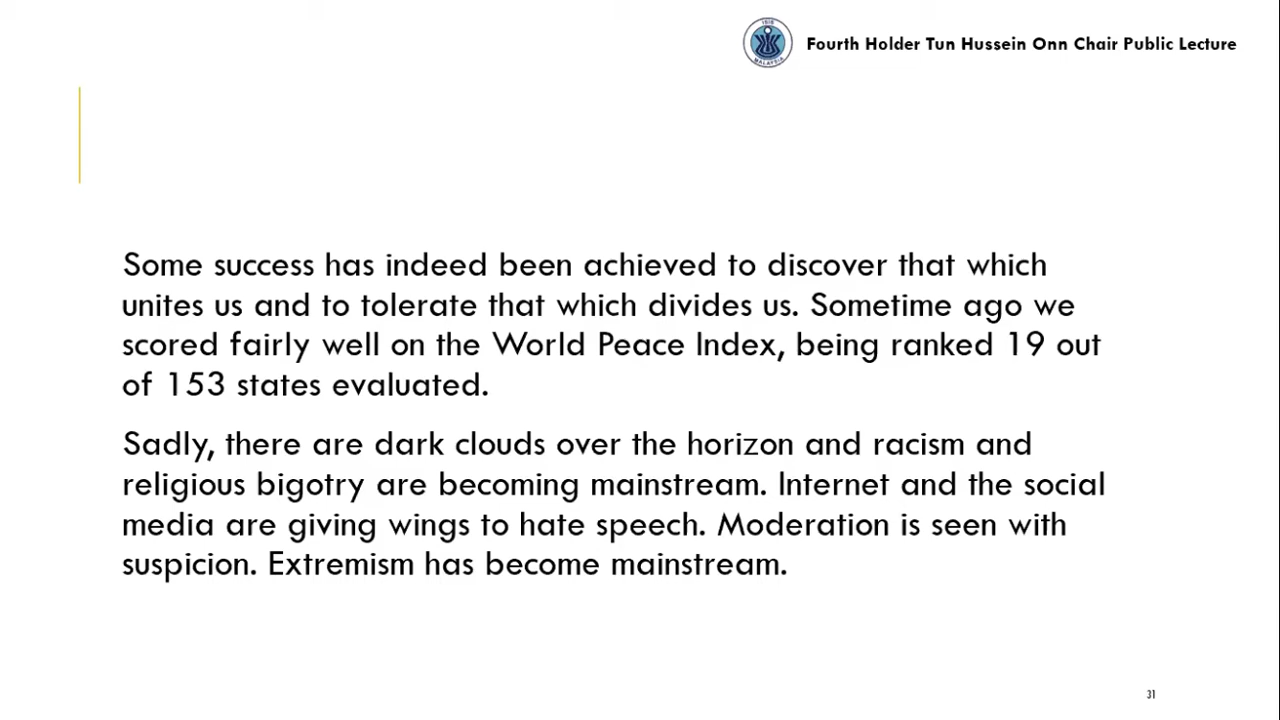 ISIS
MALAYSIA
Fourth Holder Tun Hussein Onn Chair Public Lecture
Some success has indeed been achieved to discover that which
unites us and to tolerate that which divides us. Sometime ago we
scored fairly well on the World Peace Index, being ranked 19 out
of 153 states evaluated.
Sadly, there are dark clouds over the horizon and racism and
religious bigotry are becoming mainstream. Internet and the social
media are giving wings to hate speech. Moderation is seen with
suspicion. Extremism has become mainstream.
31